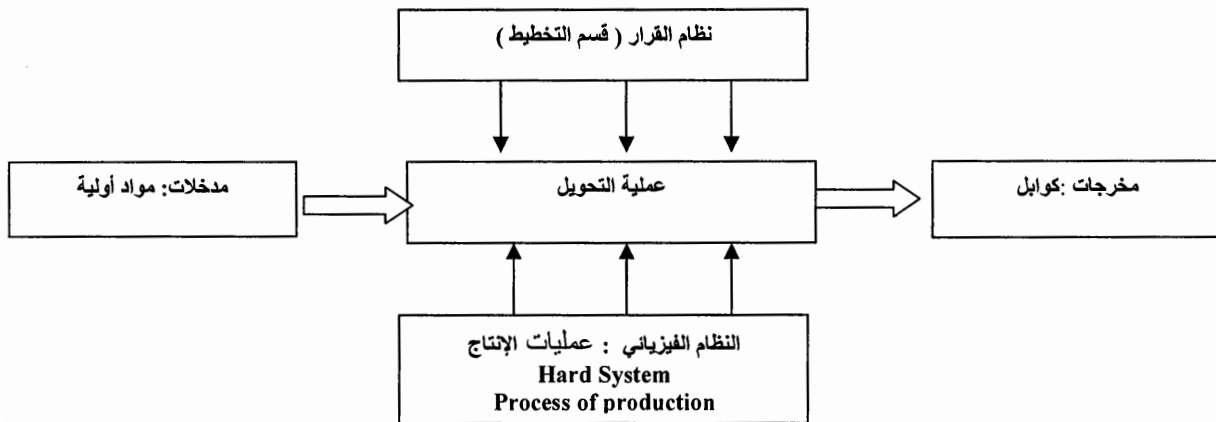 نظام القرار ( قسم التخطيط )
مدخلات: مواد أولية
عملية التحويل
مخرجات :كوابل
النظام الفيزيائي : عمليات الإنتاج
Hard System
Process of production